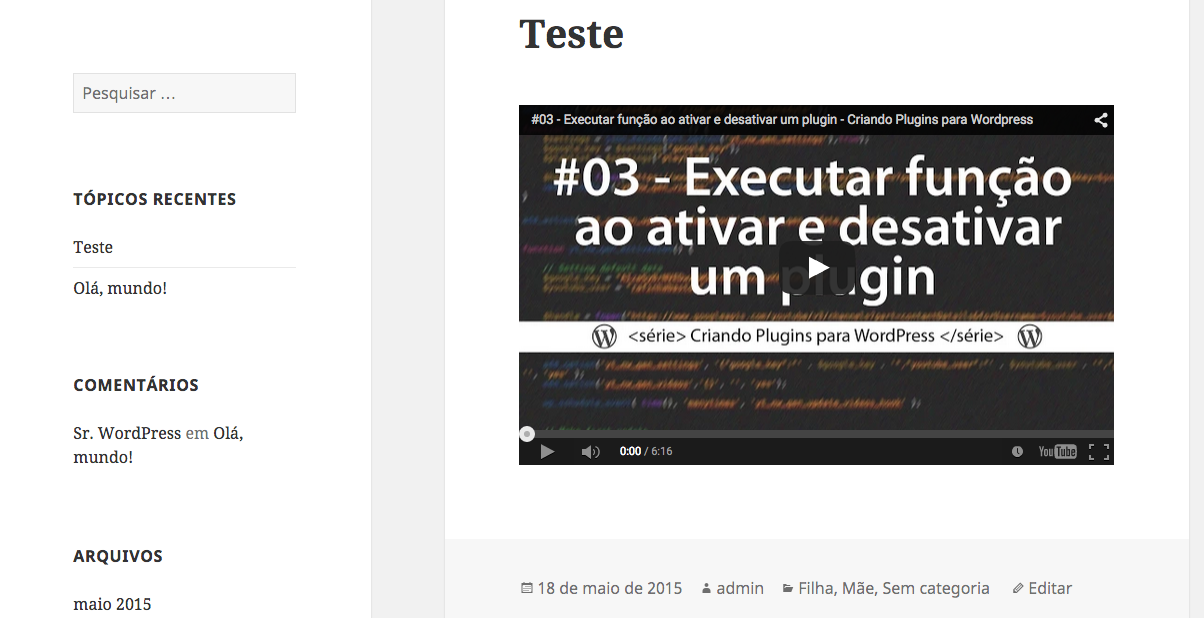 Pesquisar …
TÓPICOS RECENTES
Teste
Olá, mundo!
COMENTÁRIOS
Sr. WordPress em Olá,
mundo!
ARQUIVOS
maio 2015
Teste
#03 - Executar função ao ativar e desativar um plugin - Criando Plugins para Wordpress
#03 - Executar função
ao ativar e desativar
um plugin
<série> Criando Plugins para WordPress </série>
0:00 / 6:16
YouTube
18 de maio de 2015 admin Filha, Mãe, Sem categoria Editar